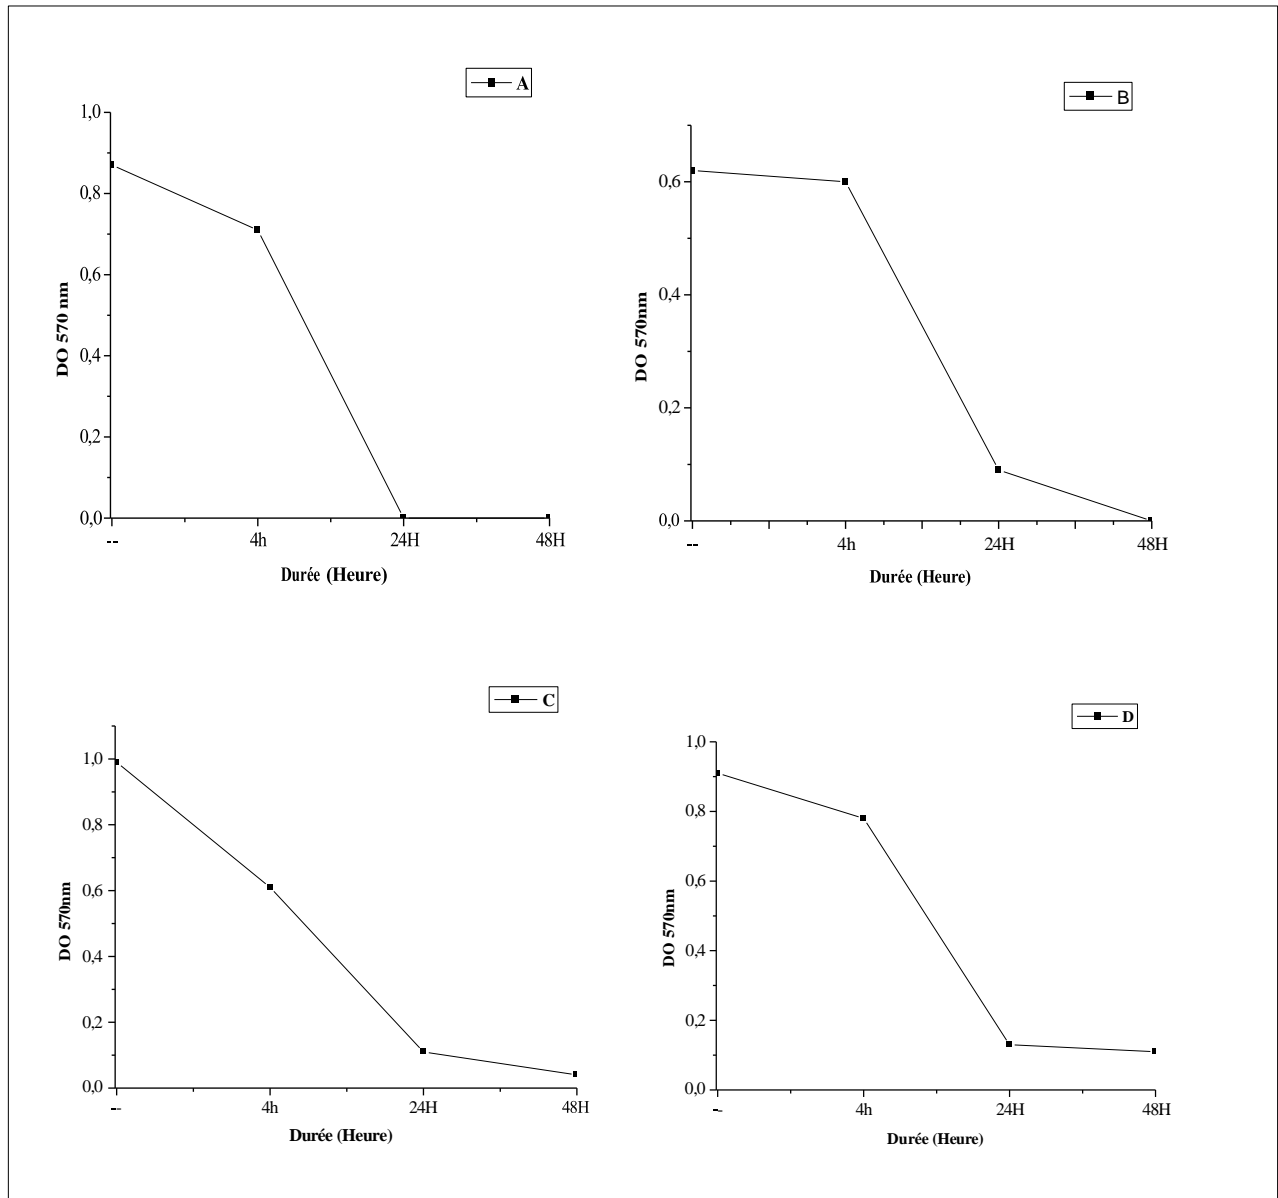 A
1,0
0,8
0,6
0,4
0,2
0,0
DO 570 nm
-- 4h 24H 48H
Durée (Heure)
B
0,6
0,4
0,2
0,0
DO 570nm
-- 4h 24H 48H
Durée (Heure)
C
1,0
0,8
0,6
0,4
0,2
0,0
DO 570nm
-- 4h 24H 48H
Durée (Heure)
D
1,0
0,8
0,6
0,4
0,2
0,0
DO 570nm
-- 4h 24H 48H
Durée (Heure)